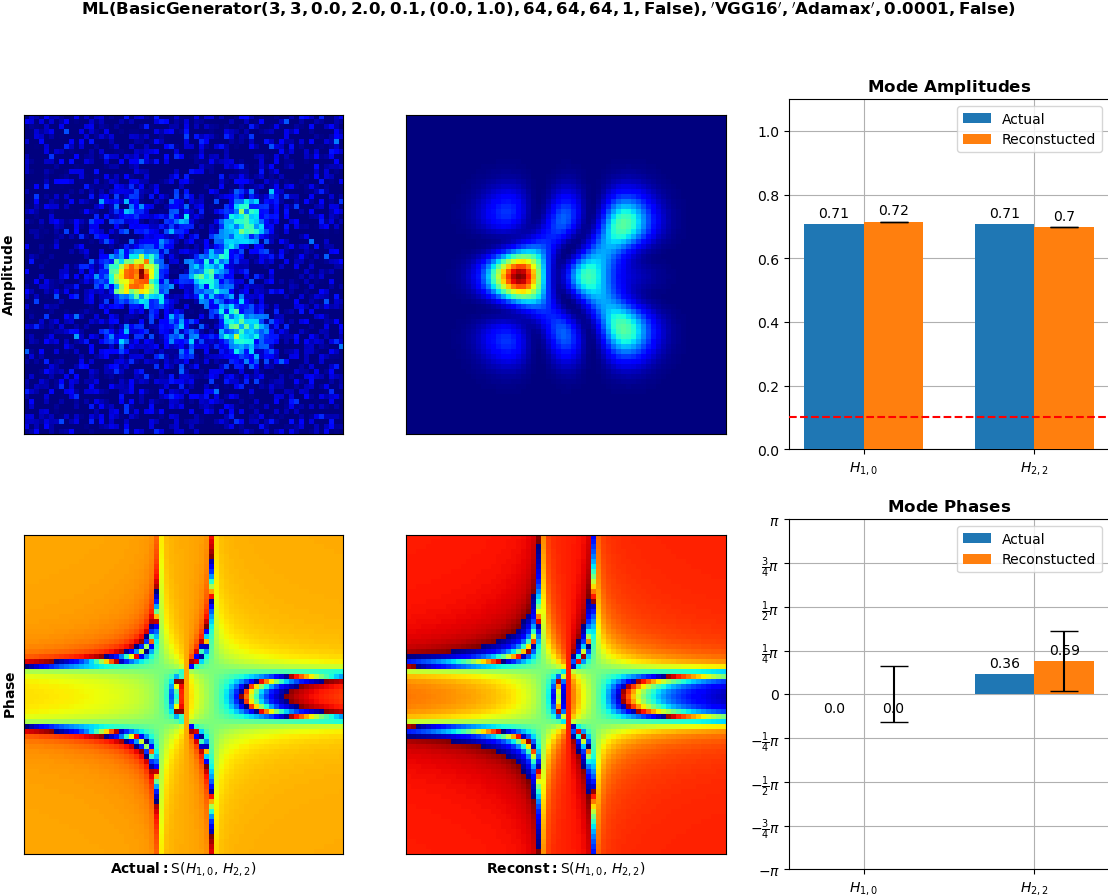 ML(BasicGenerator(3, 3, 0.0, 2.0, 0.1, (0.0, 1.0), 64, 64, 64, 1, False), ′VGG16′, ′Adamax′, 0.0001, False)
Mode Amplitudes
Actual
Reconstucted
1.0
0.8
0.6
0.4
0.2
0.0
0.71
0.72
0.71
0.7
H1,0
H2,2
Amplitude
Mode Phases
Actual
Reconstucted
π
3/4π
1/2π
1/4π
0
−1/4π
−1/2π
−3/4π
−π
0.0
0.0
0.36
0.59
H1,0
H2,2
Phase
Actual: S(H1,0, H2,2)
Reconst: S(H1,0, H2,2)